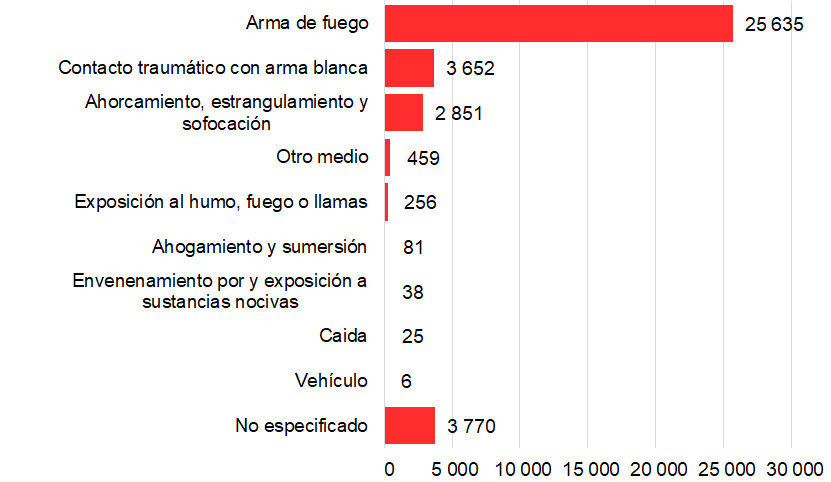 Arma de fuego 25 635
Contacto traumático con arma blanca 3 652
Ahorcamiento, estrangulamiento y
sofocación 2 851
Otro medio 459
Exposición al humo, fuego o llamas 256
Ahogamiento y sumersión 81
Envenenamiento por y exposición a
sustancias nocivas 38
Caida 25
Vehículo 6
No especificado 3 770
0 5 000 10 000 15 000 20 000 25 000 30 000